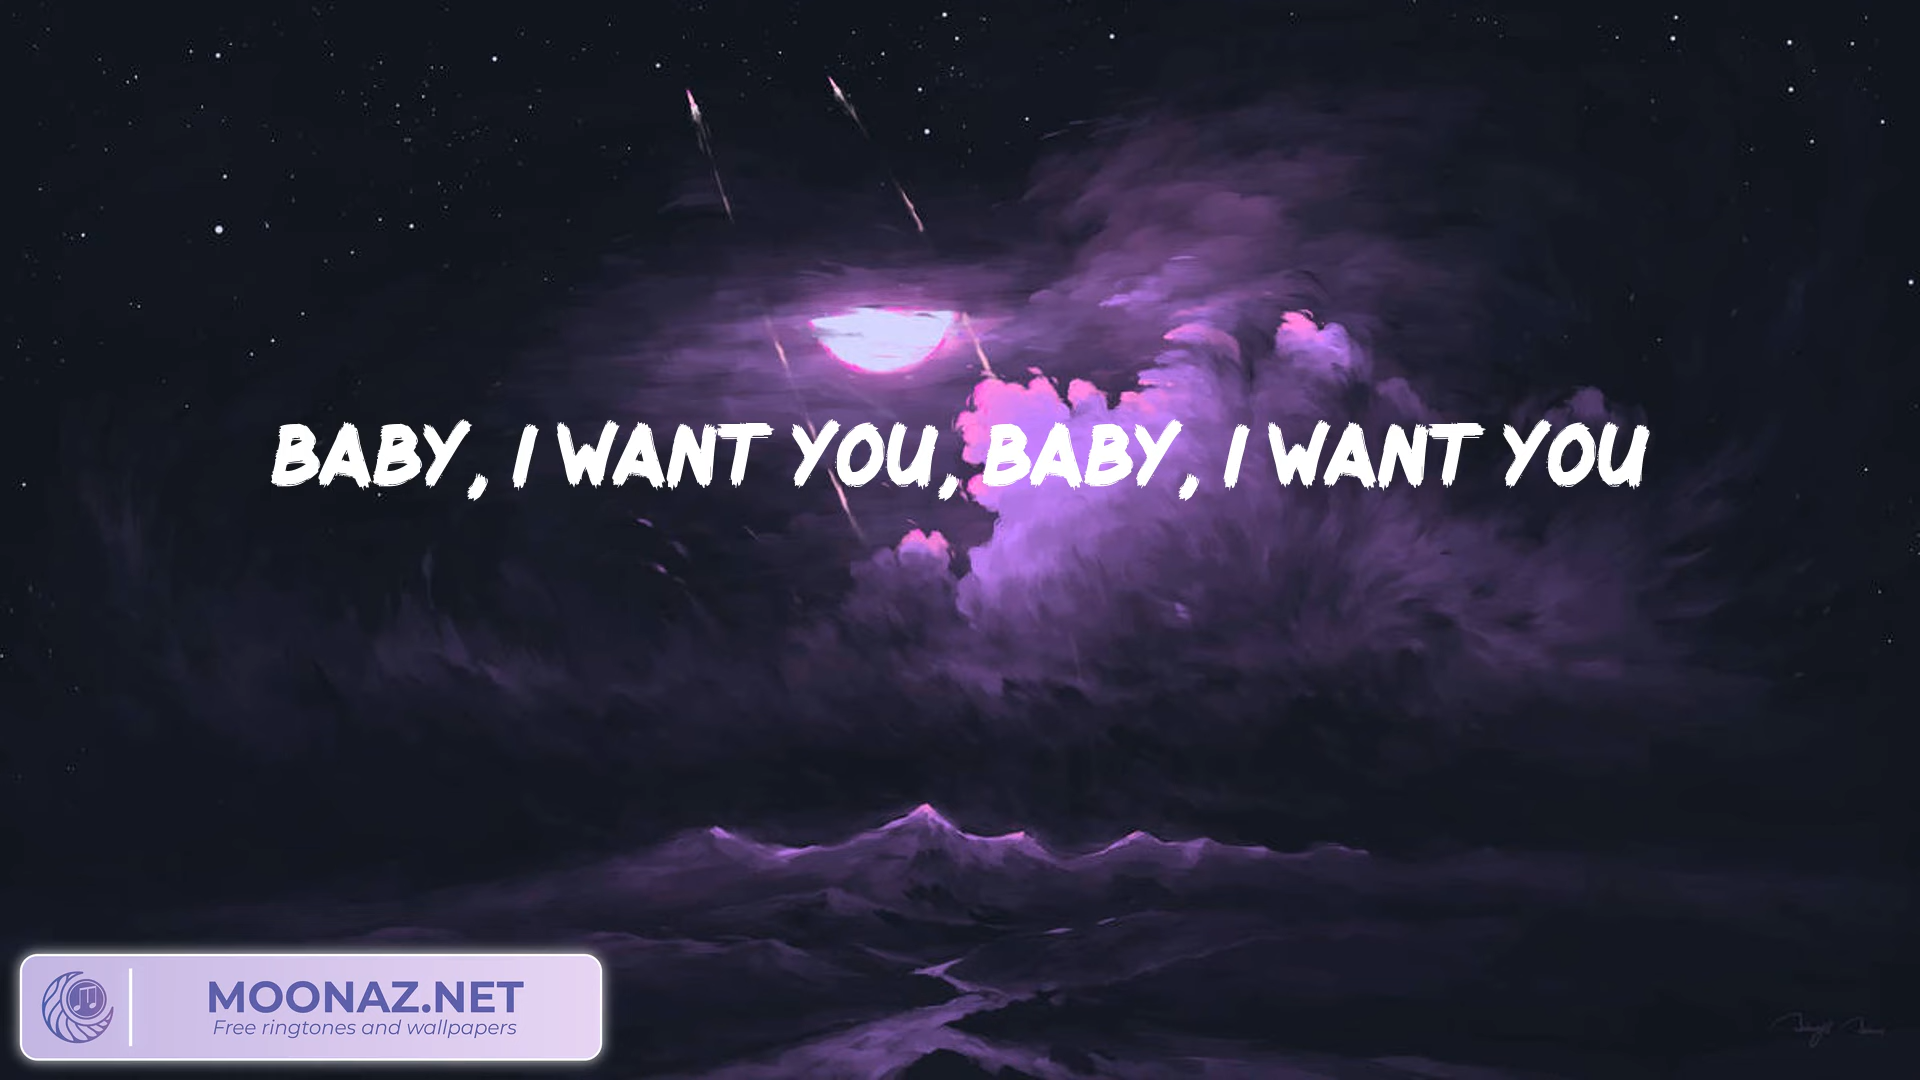 BABY, I WANT YOU, BABY, I WANT YOU
MOONAZ.NET
Free ringtones and wallpapers